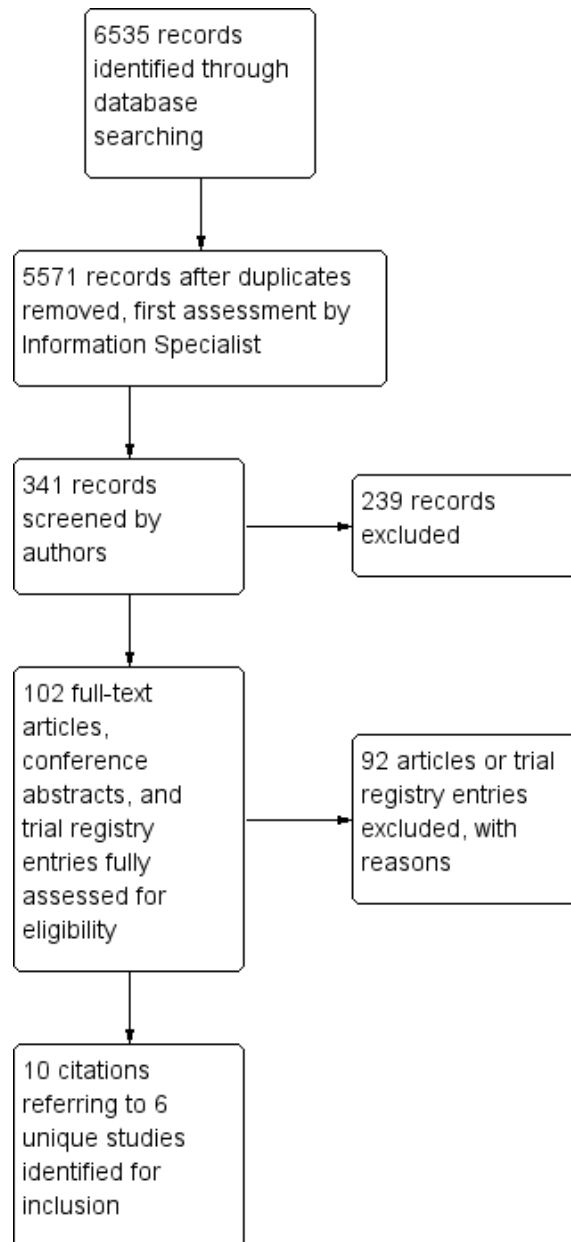 6535 records
identified through
database
searching
5571 records after duplicates
removed, first assessment by
Information Specialist
341 records
screened by
authors
239 records
excluded
102 full-text
articles,
conference
abstracts, and
trial registry
entries fully
assessed for
eligibility
92 articles or trial
registry entries
excluded, with
reasons
10 citations
referring to 6
unique studies
identified for
inclusion